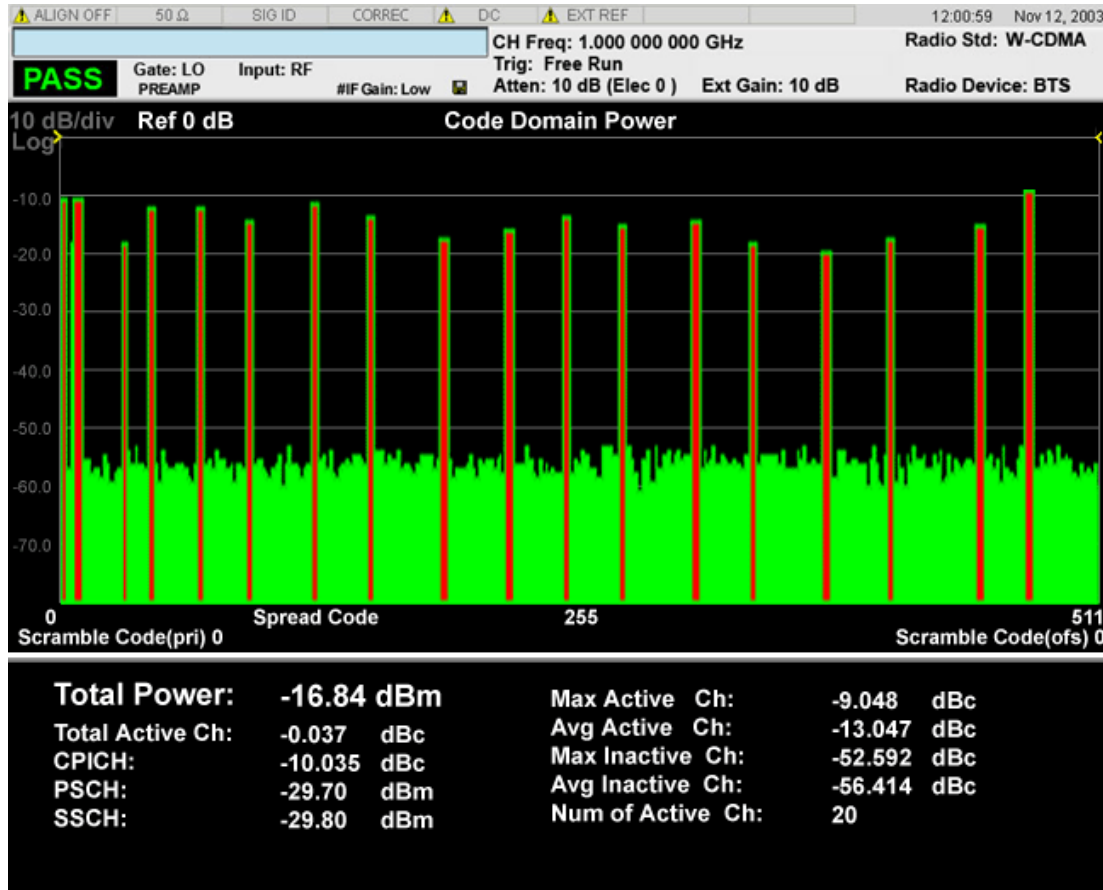 ALIGN OFF 50 Ω SIG ID CORREC DC EXT REF 12:00:59 Nov 12, 2003
CH Freq: 1.000 000 000 GHz Radio Std: W-CDMA
Trig: Free Run
PASS Gate: LO Input: RF
PREAMP #IF Gain: Low Atten: 10 dB (Elec 0 ) Ext Gain: 10 dB Radio Device: BTS
10 dB/div Ref 0 dB Code Domain Power
Log
-10.0
-20.0
-30.0
-40.0
-50.0
-60.0
-70.0
0 Spread Code 255 511
Scramble Code(pri) 0 Scramble Code(ofs) 0
Total Power: -16.84 dBm
Total Active Ch: -0.037 dBc
CPICH: -10.035 dBc
PSCH: -29.70 dBm
SSCH: -29.80 dBm
Max Active Ch: -9.048 dBc
Avg Active Ch: -13.047 dBc
Max Inactive Ch: -52.592 dBc
Avg Inactive Ch: -56.414 dBc
Num of Active Ch: 20